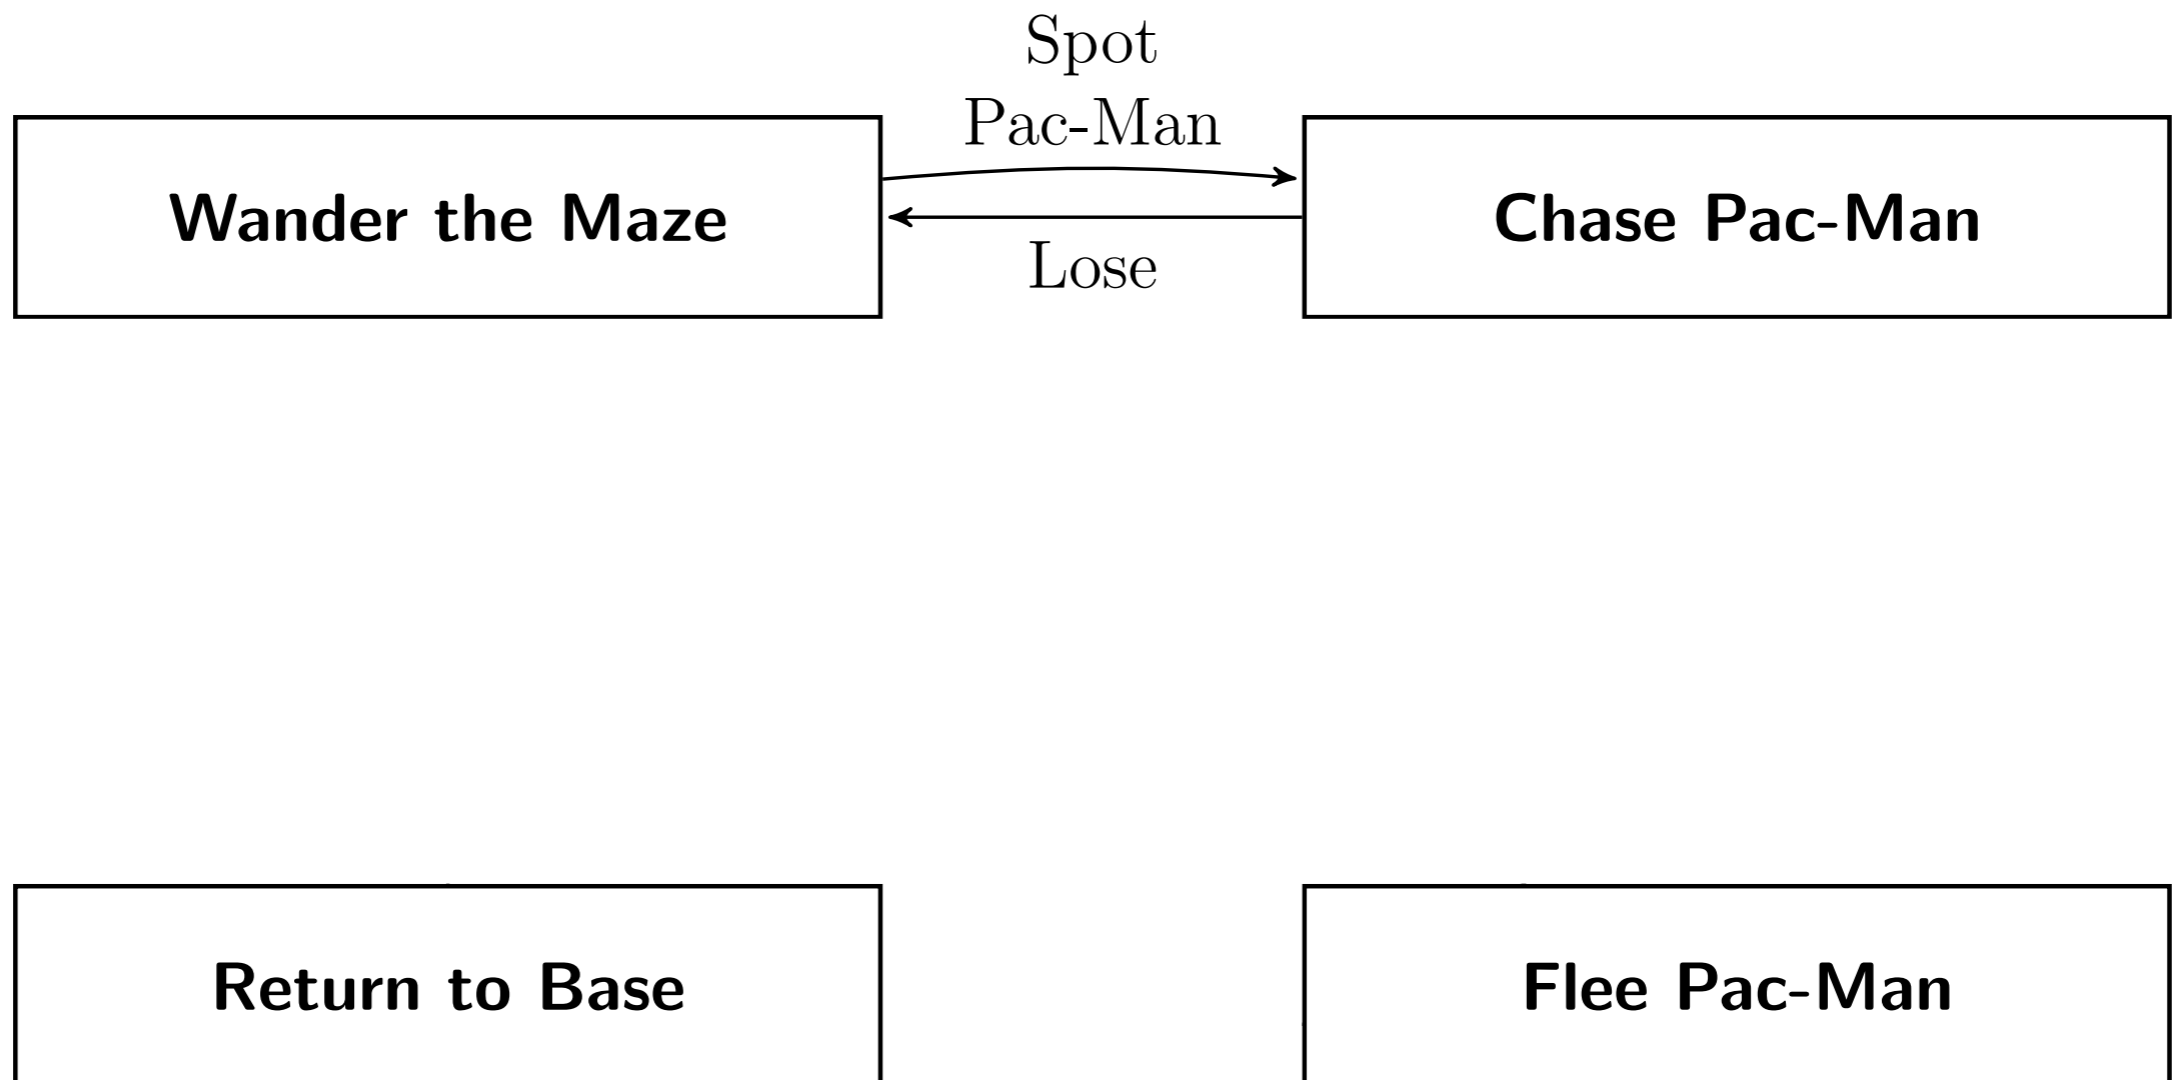 Spot
Pac-Man
Wander the Maze
Chase Pac-Man
Lose
Return to Base
Flee Pac-Man